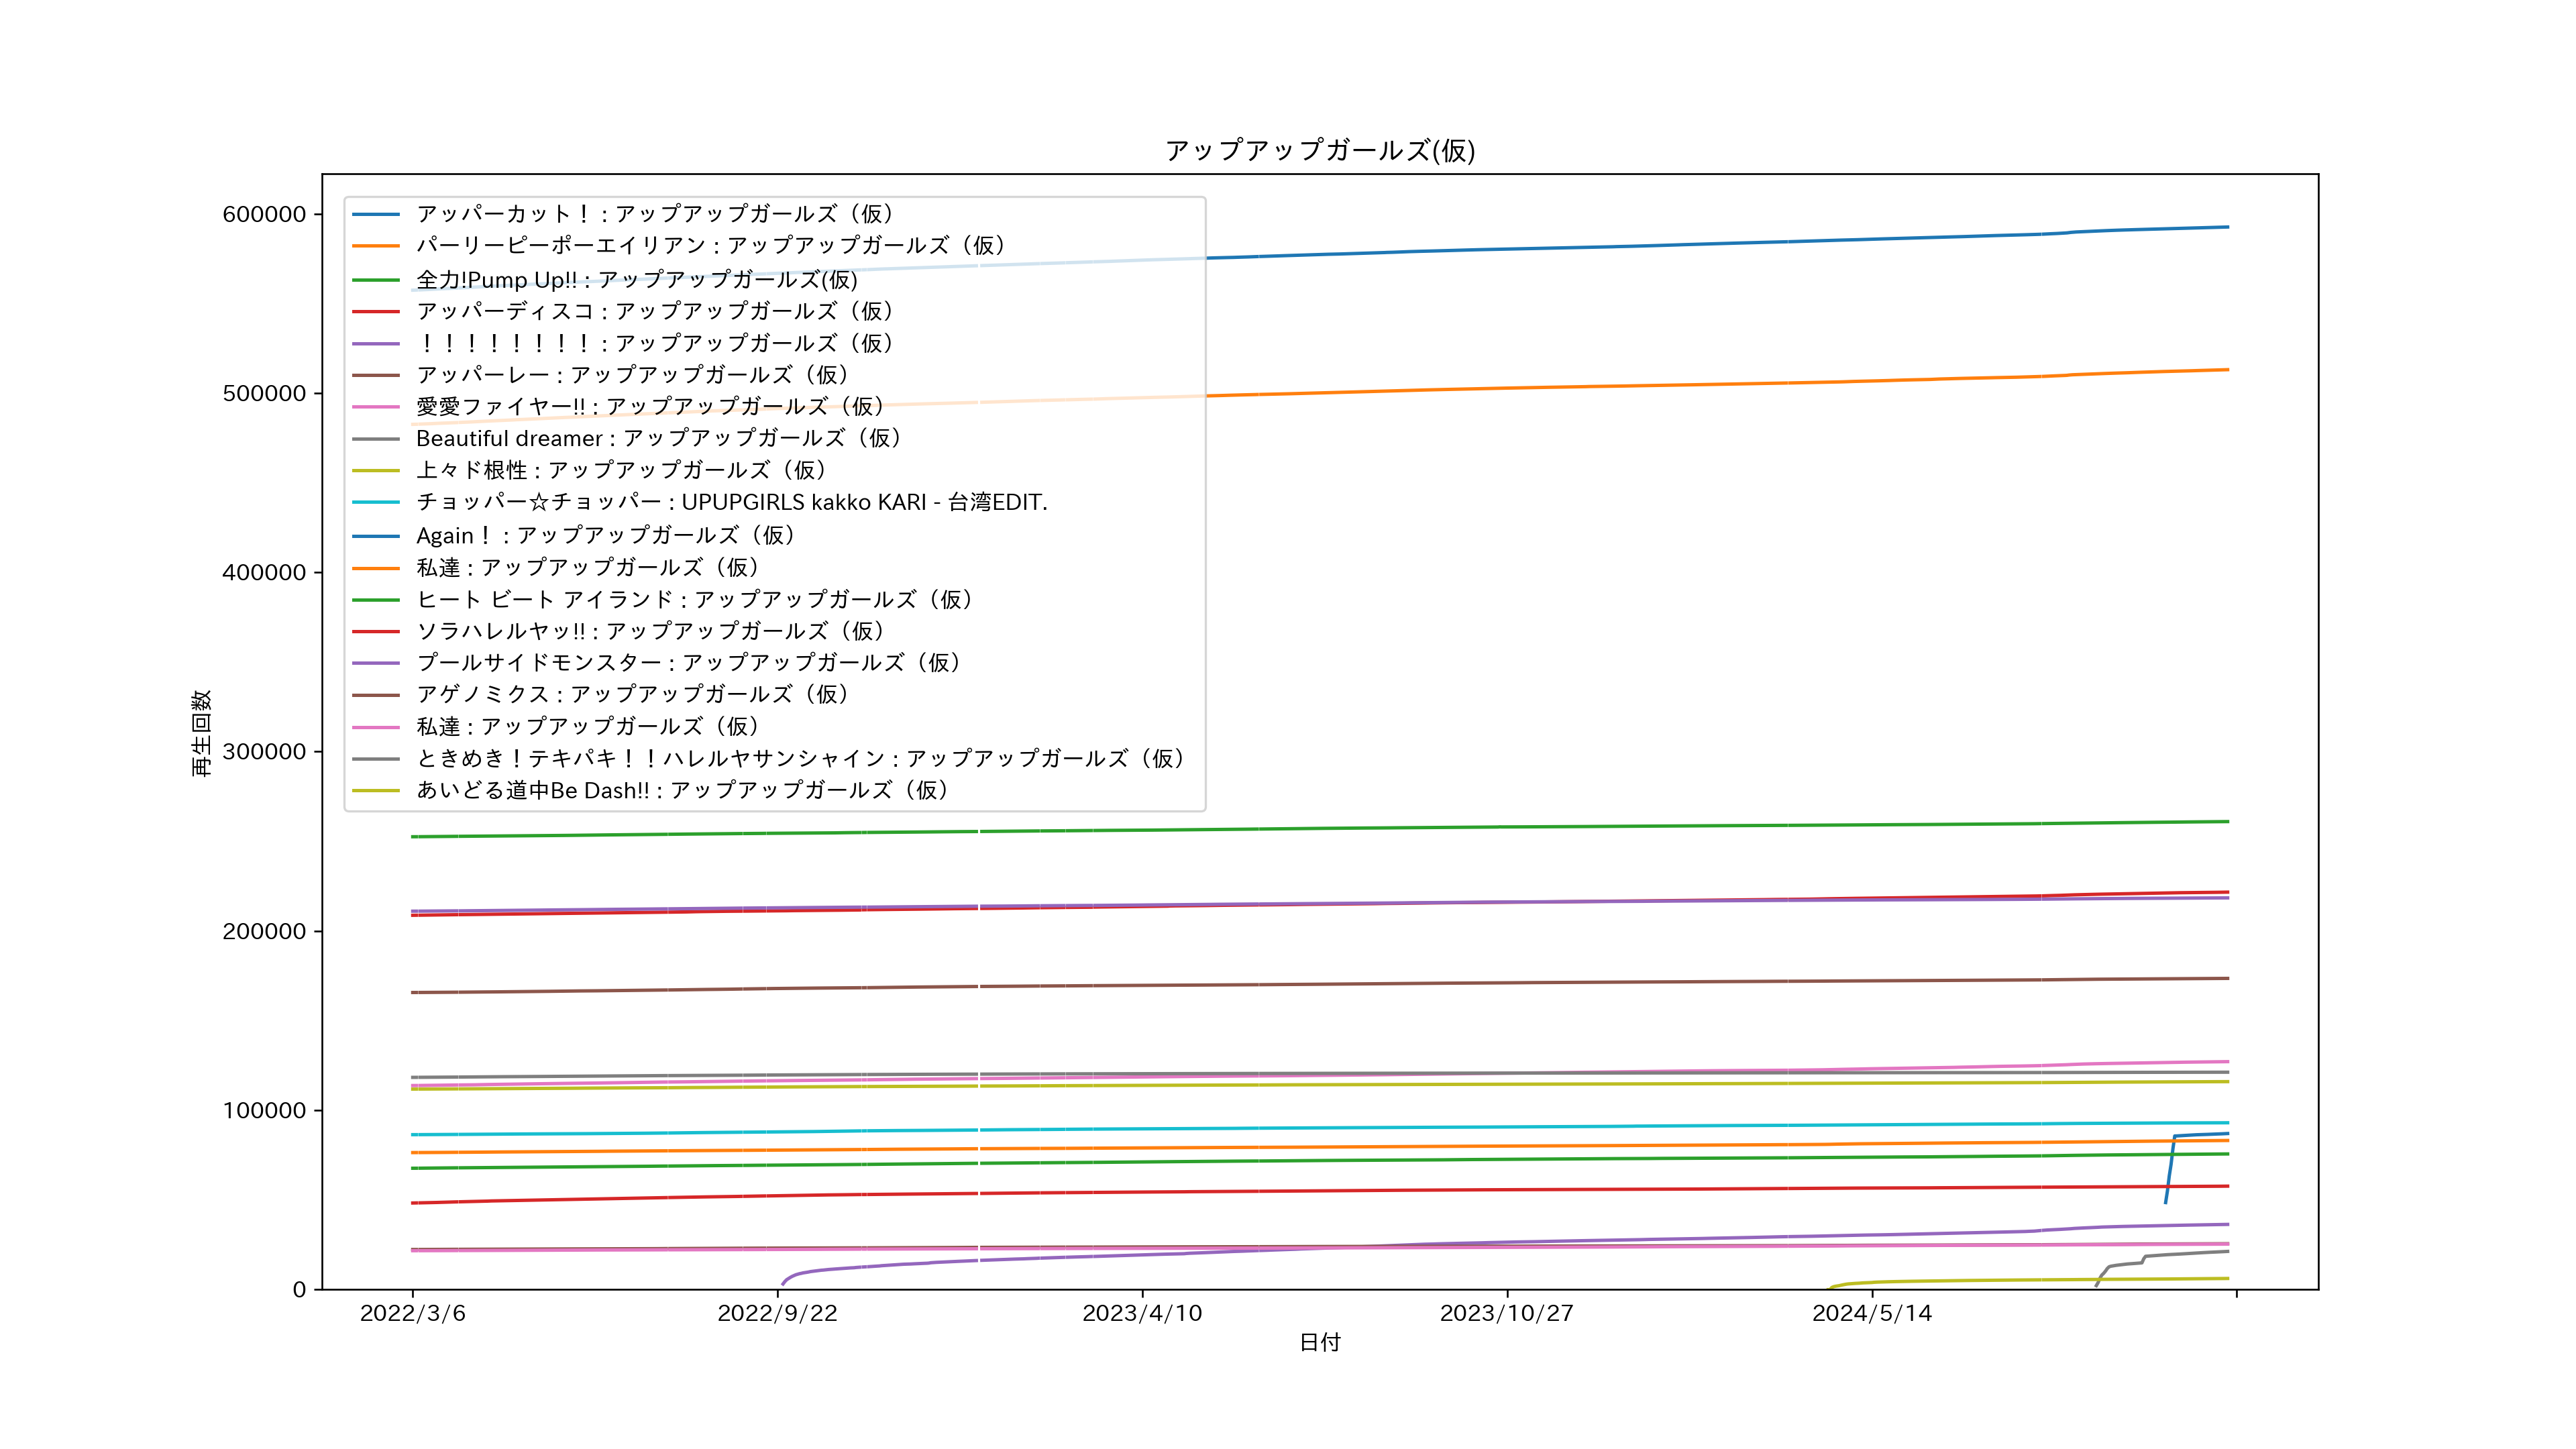 アップアップガールズ(仮)
600000
500000
400000
300000
200000
100000
0
再生回数
アッパーカット！ : アップアップガールズ（仮）
パーリーピーポーエイリアン : アップアップガールズ（仮）
全力!Pump Up!! : アップアップガールズ(仮)
アッパーディスコ : アップアップガールズ（仮）
！！！！！！！！ : アップアップガールズ（仮）
アッパーレー : アップアップガールズ（仮）
愛愛ファイヤー!! : アップアップガールズ（仮）
Beautiful dreamer : アップアップガールズ（仮）
上々ド根性 : アップアップガールズ（仮）
チョッパー☆チョッパー : UPUPGIRLS kakko KARI - 台湾EDIT.
Again！ : アップアップガールズ（仮）
私達 : アップアップガールズ（仮）
ヒート ビート アイランド : アップアップガールズ（仮）
ソラハレルヤッ!! : アップアップガールズ（仮）
プールサイドモンスター : アップアップガールズ（仮）
アゲノミクス : アップアップガールズ（仮）
私達 : アップアップガールズ（仮）
ときめき！テキパキ！！ハレルヤサンシャイン : アップアップガールズ（仮）
あいどる道中Be Dash!! : アップアップガールズ（仮）
2022/3/6 2022/9/22 2023/4/10 2023/10/27 2024/5/14
日付